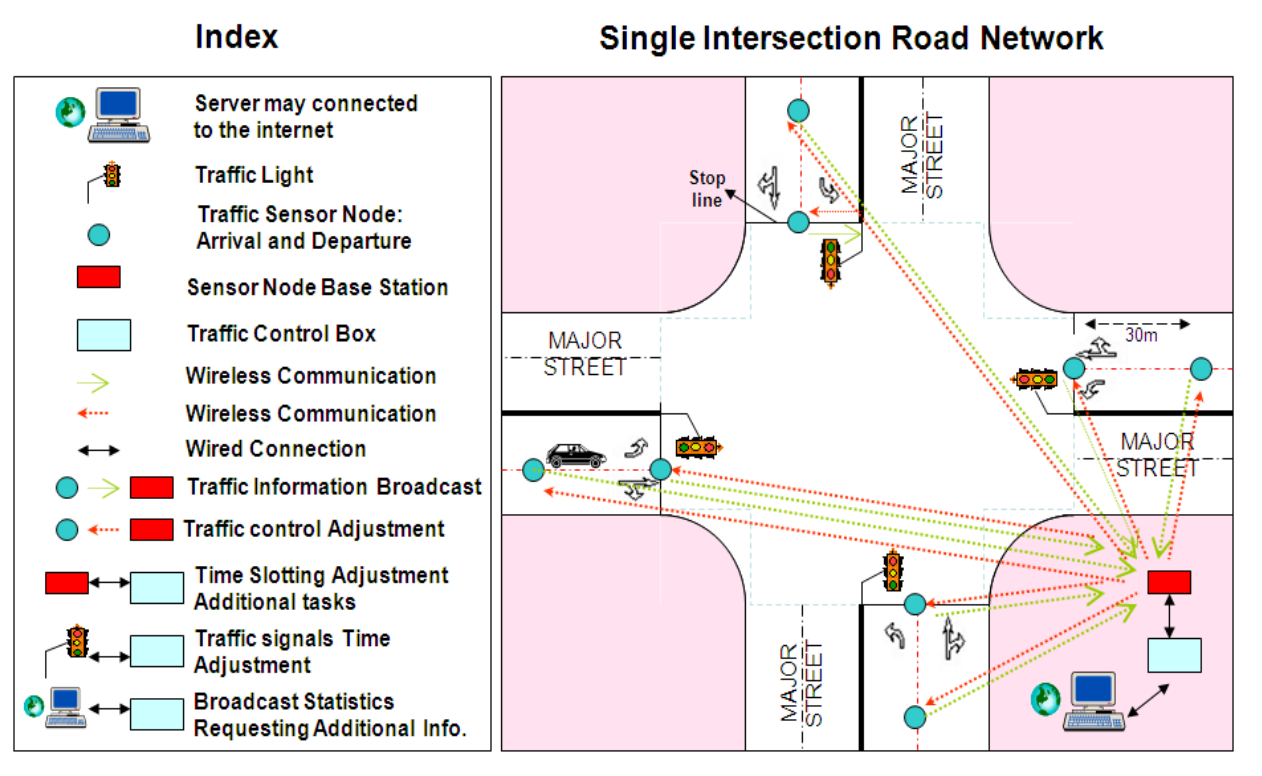 Index
Single Intersection Road Network
Server may connected
to the internet
Traffic Light
Traffic Sensor Node:
Arrival and Departure
Sensor Node Base Station
Traffic Control Box
Wireless Communication
Wireless Communication
Wired Connection
Traffic Information Broadcast
Traffic control Adjustment
Time Slotting Adjustment
Additional tasks
Traffic signals Time
Adjustment
Broadcast Statistics
Requesting Additional Info.
MAJOR
STREET
Stop
line
MAJOR
STREET
30m
MAJOR
STREET
MAJOR
STREET